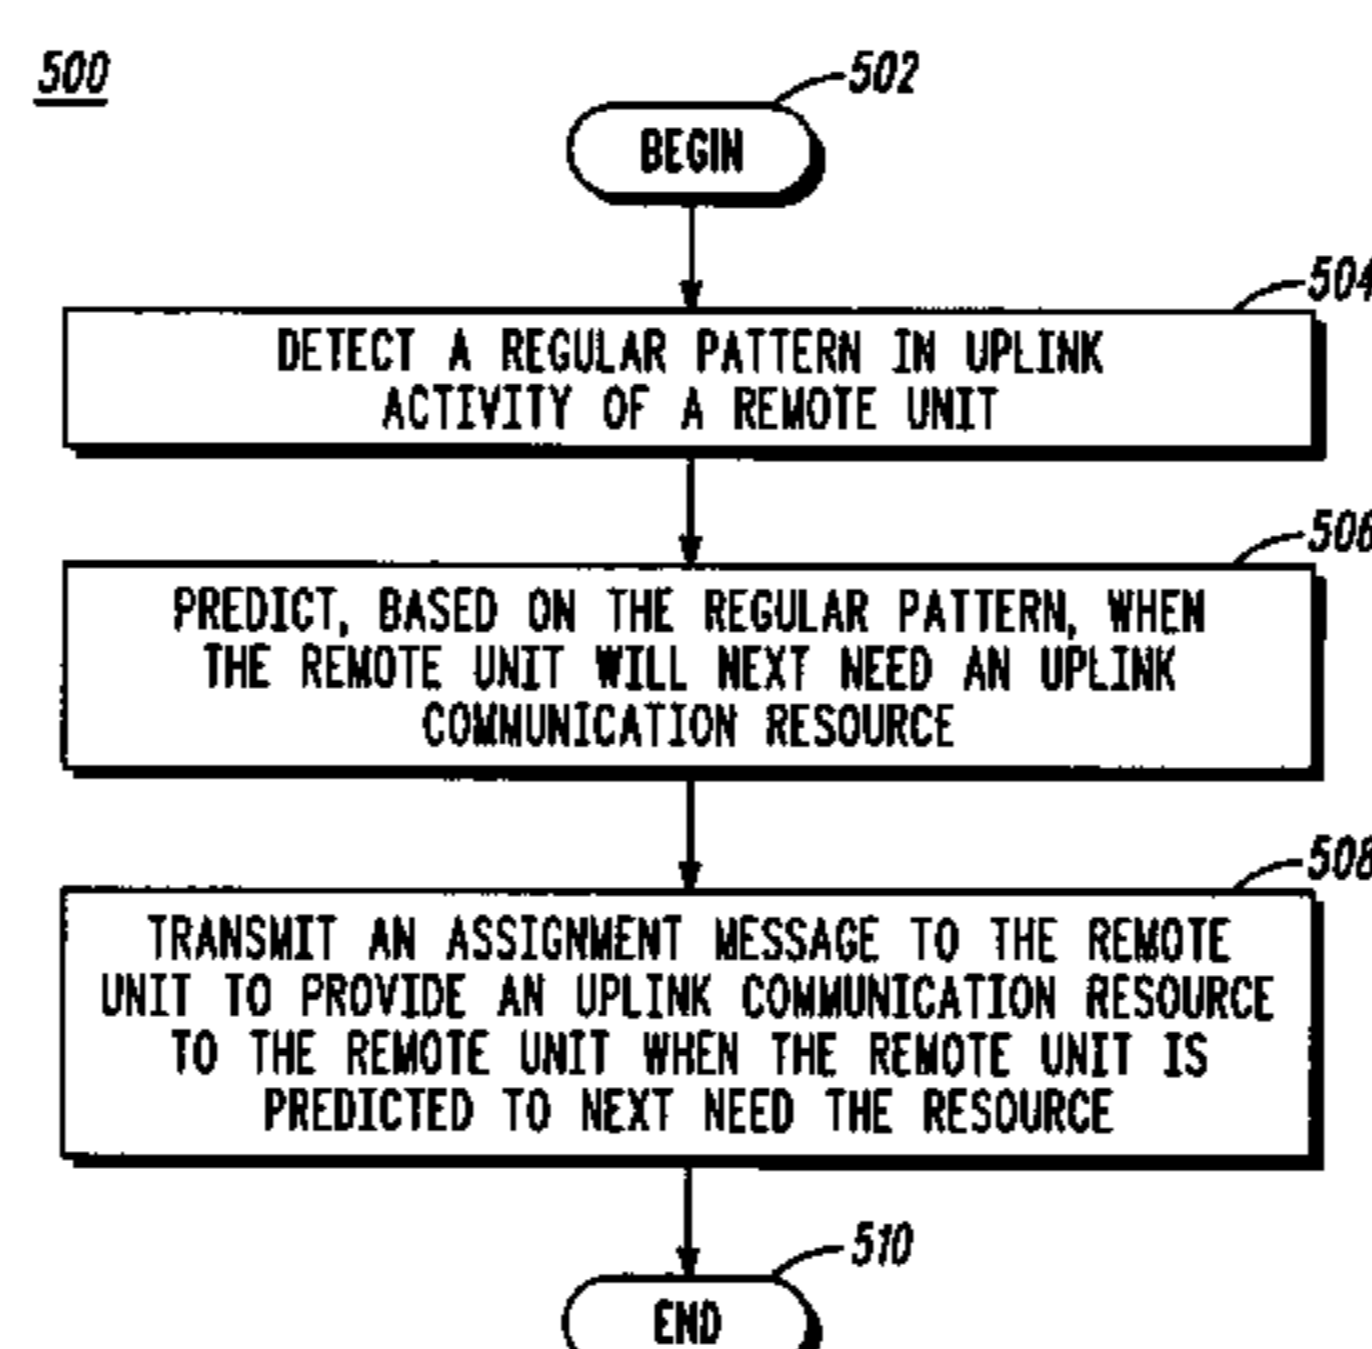 500
502
BEGIN
504
DETECT A REGULAR PATTERN IN UPLINK
ACTIVITY OF A REMOTE UNIT
506
PREDICT, BASED ON THE REGULAR PATTERN, WHEN
THE REMOTE UNIT WILL NEXT NEED AN UPLINK
COMMUNICATION RESOURCE
508
TRANSMIT AN ASSIGNMENT MESSAGE TO THE REMOTE
UNIT TO PROVIDE AN UPLINK COMMUNICATION RESOURCE
TO THE REMOTE UNIT WHEN THE REMOTE UNIT IS
PREDICTED TO NEXT NEED THE RESOURCE
510
END